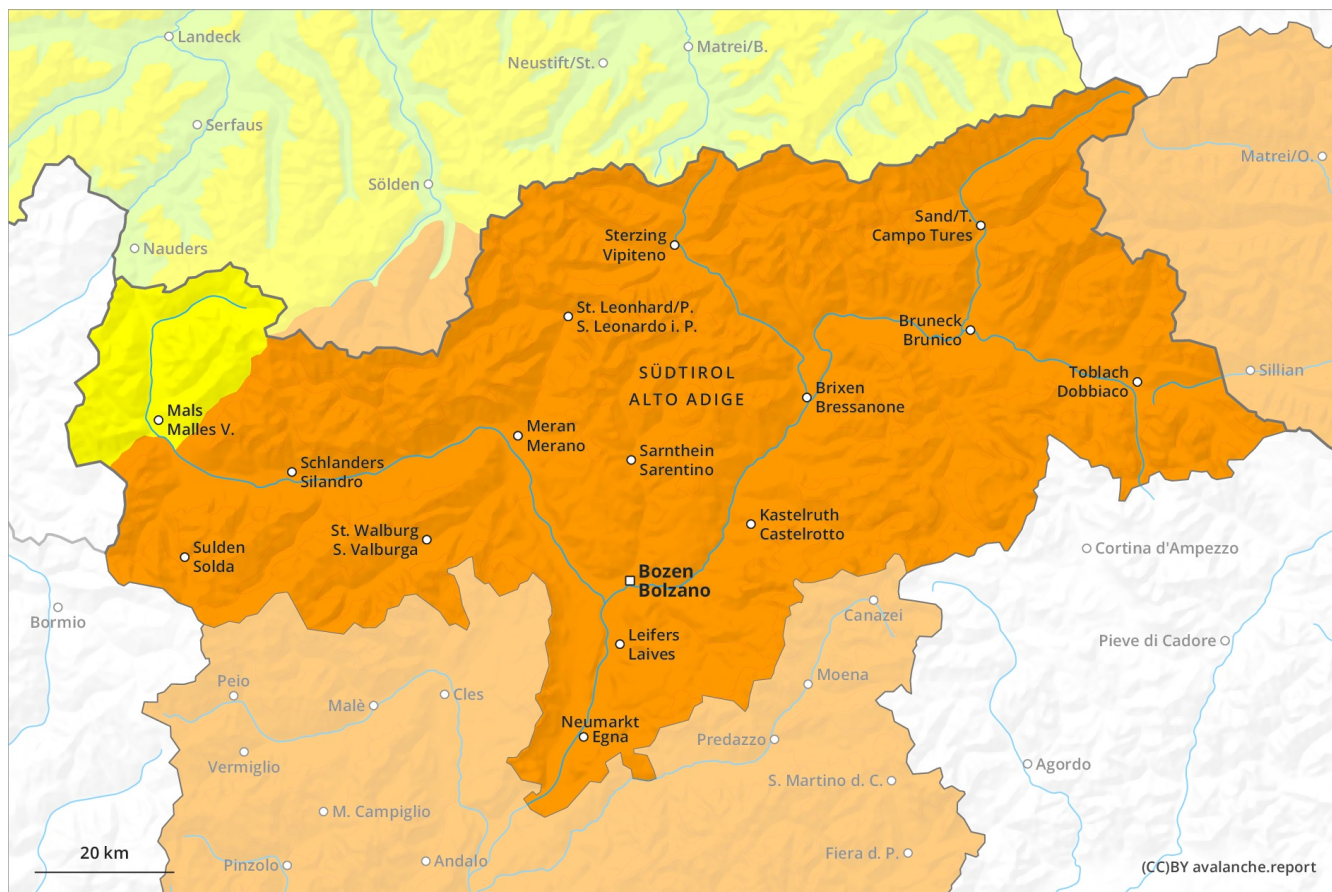 Landeck
Matrei/B.
Neustift/St.
Serfaus
Matrei/O.
Sölden
Sand/T.
Campo Tures
Sterzing
Vipiteno
Nauders
St. Leonhard/P.
S. Leonardo i. P.
Bruneck
Brunico
SÜDTIROL
ALTO ADIGE
Toblach
Dobbiaco
Sillian
Brixen
Bressanone
Mals
Malles V.
Meran
Merano
Sarnthein
Sarentino
Schlanders
Silandro
Kastelruth
Castelrotto
St. Walburg
S. Valburga
Sulden
Solda
Cortina d'Ampezzo
Bozen
Bolzano
Bormio
Canazei
Leifers
Laives
Pieve di Cadore
Moena
Peio
Cles
Malè
Neumarkt
Egna
Predazzo
Vermiglio
Agordo
S. Martino d. C.
M. Campiglio
20 km
Andalo
Fiera d. P.
Pinzolo
(CC)BY avalanche.report